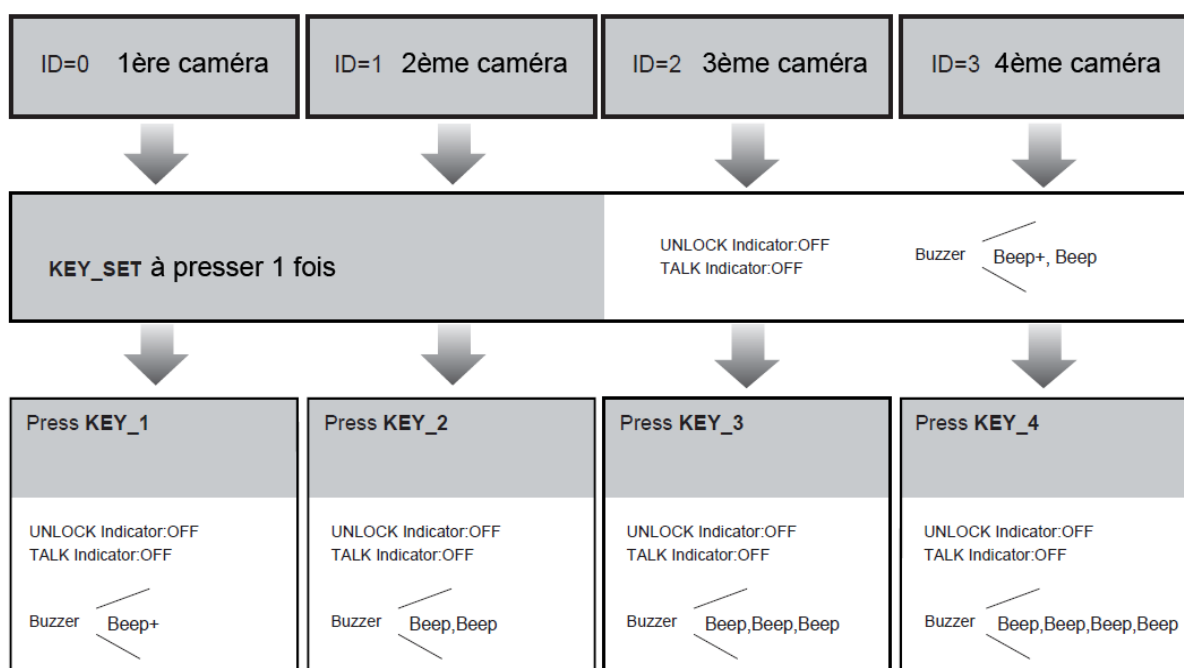 ID=0 1ère caméra
ID=1 2ème caméra
ID=2 3ème caméra
ID=3 4ème caméra
KEY_SET à presser 1 fois
UNLOCK Indicator:OFF
TALK Indicator:OFF
Buzzer Beep+, Beep
Press KEY_1
UNLOCK Indicator:OFF
TALK Indicator:OFF
Buzzer Beep+
Press KEY_2
UNLOCK Indicator:OFF
TALK Indicator:OFF
Buzzer Beep,Beep
Press KEY_3
UNLOCK Indicator:OFF
TALK Indicator:OFF
Buzzer Beep,Beep,Beep
Press KEY_4
UNLOCK Indicator:OFF
TALK Indicator:OFF
Buzzer Beep,Beep,Beep,Beep